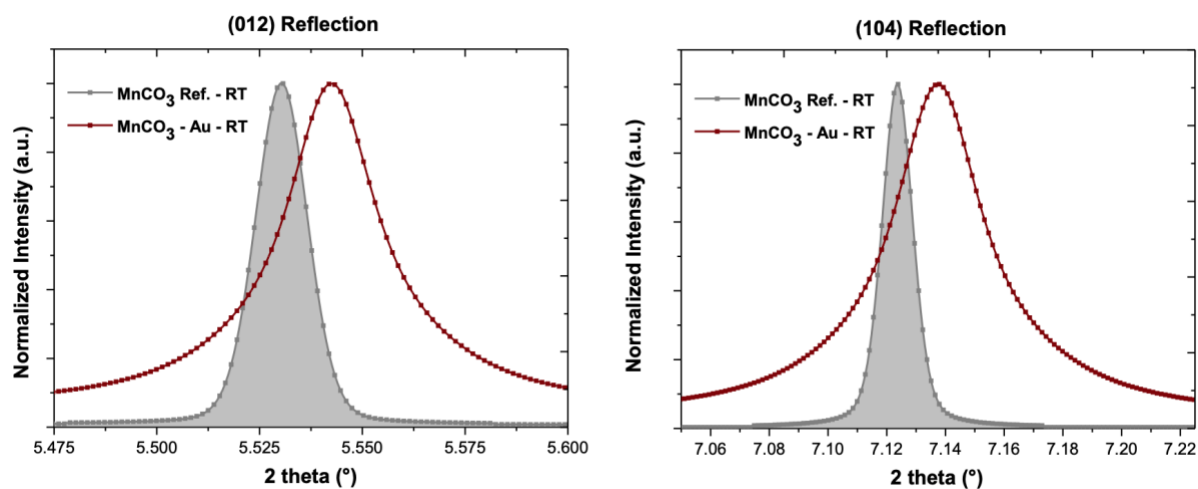 (012) Reflection
MnCO3 Ref. - RT
MnCO3 - Au - RT
Normalized Intensity (a.u.)
5.475 5.500 5.525 5.550 5.575 5.600
2 theta (°)
(104) Reflection
MnCO3 Ref. - RT
MnCO3 - Au - RT
Normalized Intensity (a.u.)
7.06 7.08 7.10 7.12 7.14 7.16 7.18 7.20 7.22
2 theta (°)